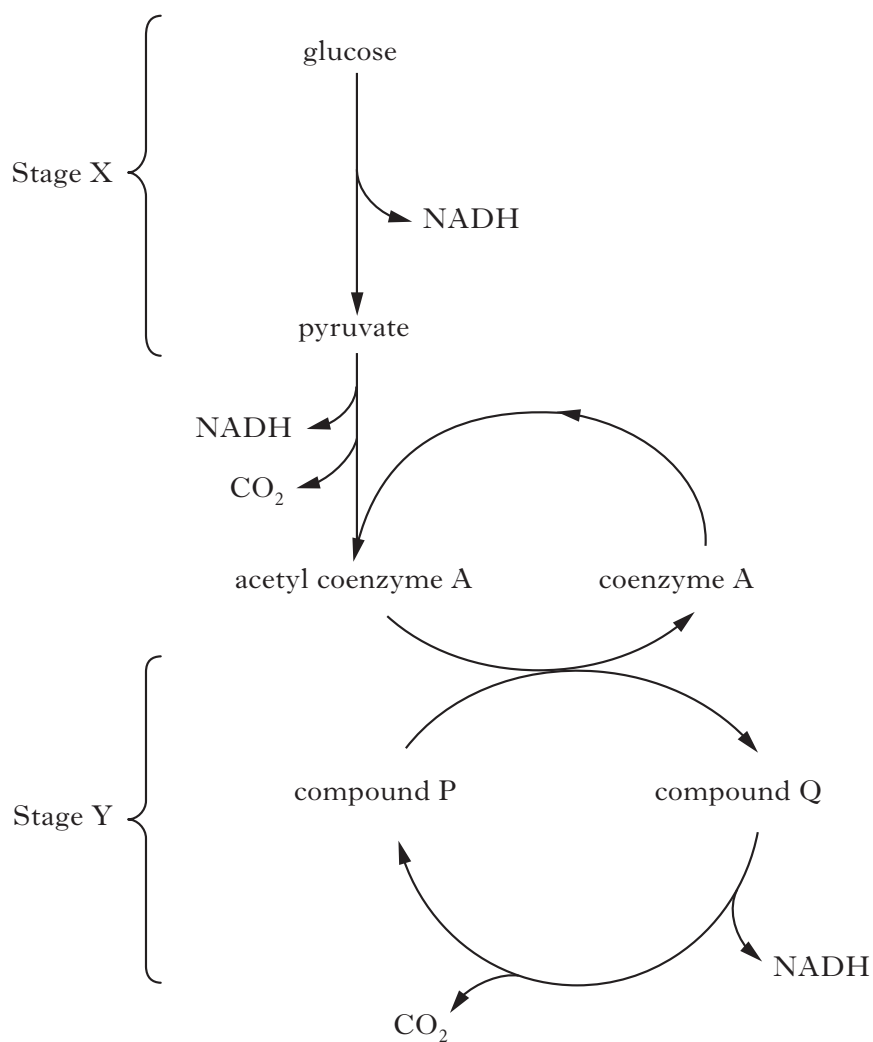 glucose
Stage X
NADH
pyruvate
NADH
CO₂
acetyl coenzyme A
coenzyme A
compound P
compound Q
Stage Y
NADH
CO₂